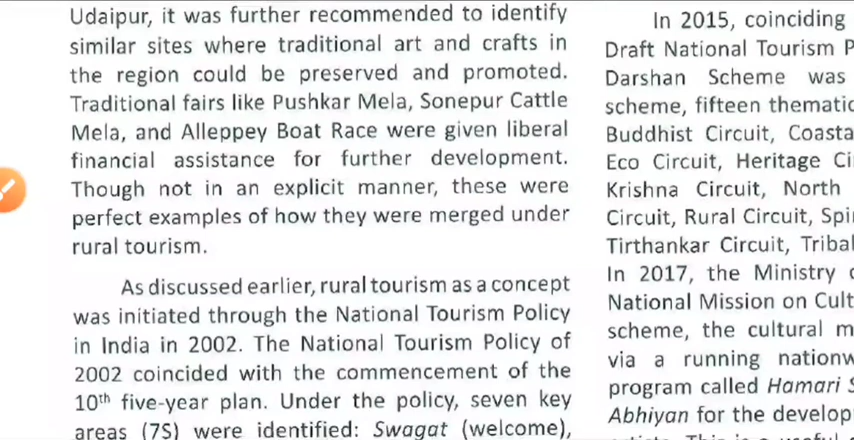 Udaipur, it was further recommended to identify
similar sites where traditional art and crafts in
the region could be preserved and promoted.
Traditional fairs like Pushkar Mela, Sonepur Cattle
Mela, and Alleppey Boat Race were given liberal
financial assistance for further development.
Though not in an explicit manner, these were
perfect examples of how they were merged under
rural tourism.
As discussed earlier, rural tourism as a concept
was initiated through the National Tourism Policy
in India in 2002. The National Tourism Policy of
2002 coincided with the commencement of the
10th five-year plan. Under the policy, seven key
areas (7S) were identified: Swagat (welcome),
In 2015, coinciding
Draft National Tourism P
Darshan Scheme was
scheme, fifteen thematic
Buddhist Circuit, Coasta
Eco Circuit, Heritage Ci
Krishna Circuit, North
Circuit, Rural Circuit, Spi
Tirthankar Circuit, Tribal
In 2017, the Ministry
National Mission on Cult
scheme, the cultural m
via a running nationw
program called Hamari S
Abhiyan for the develop